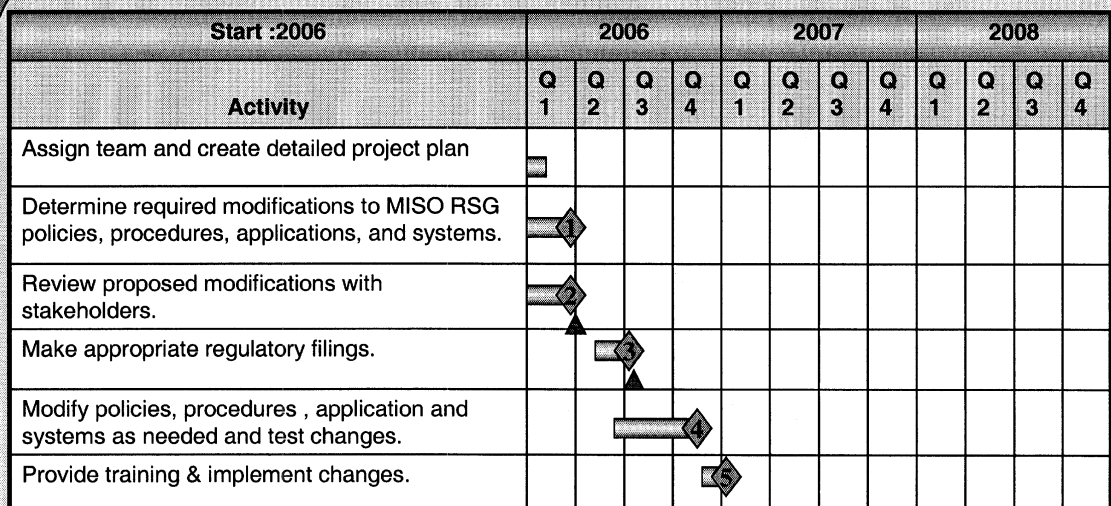 Start :2006 2006 2007 2008
Activity Q 1 Q 2 Q 3 Q 4 Q 1 Q 2 Q 3 Q 4 Q 1 Q 2 Q 3 Q 4
Assign team and create detailed project plan
Determine required modifications to MISO RSG
policies, procedures, applications, and systems.
1
Review proposed modifications with
stakeholders.
2
Make appropriate regulatory filings.
3
Modify policies, procedures , application and
systems as needed and test changes.
4
Provide training & implement changes.
5